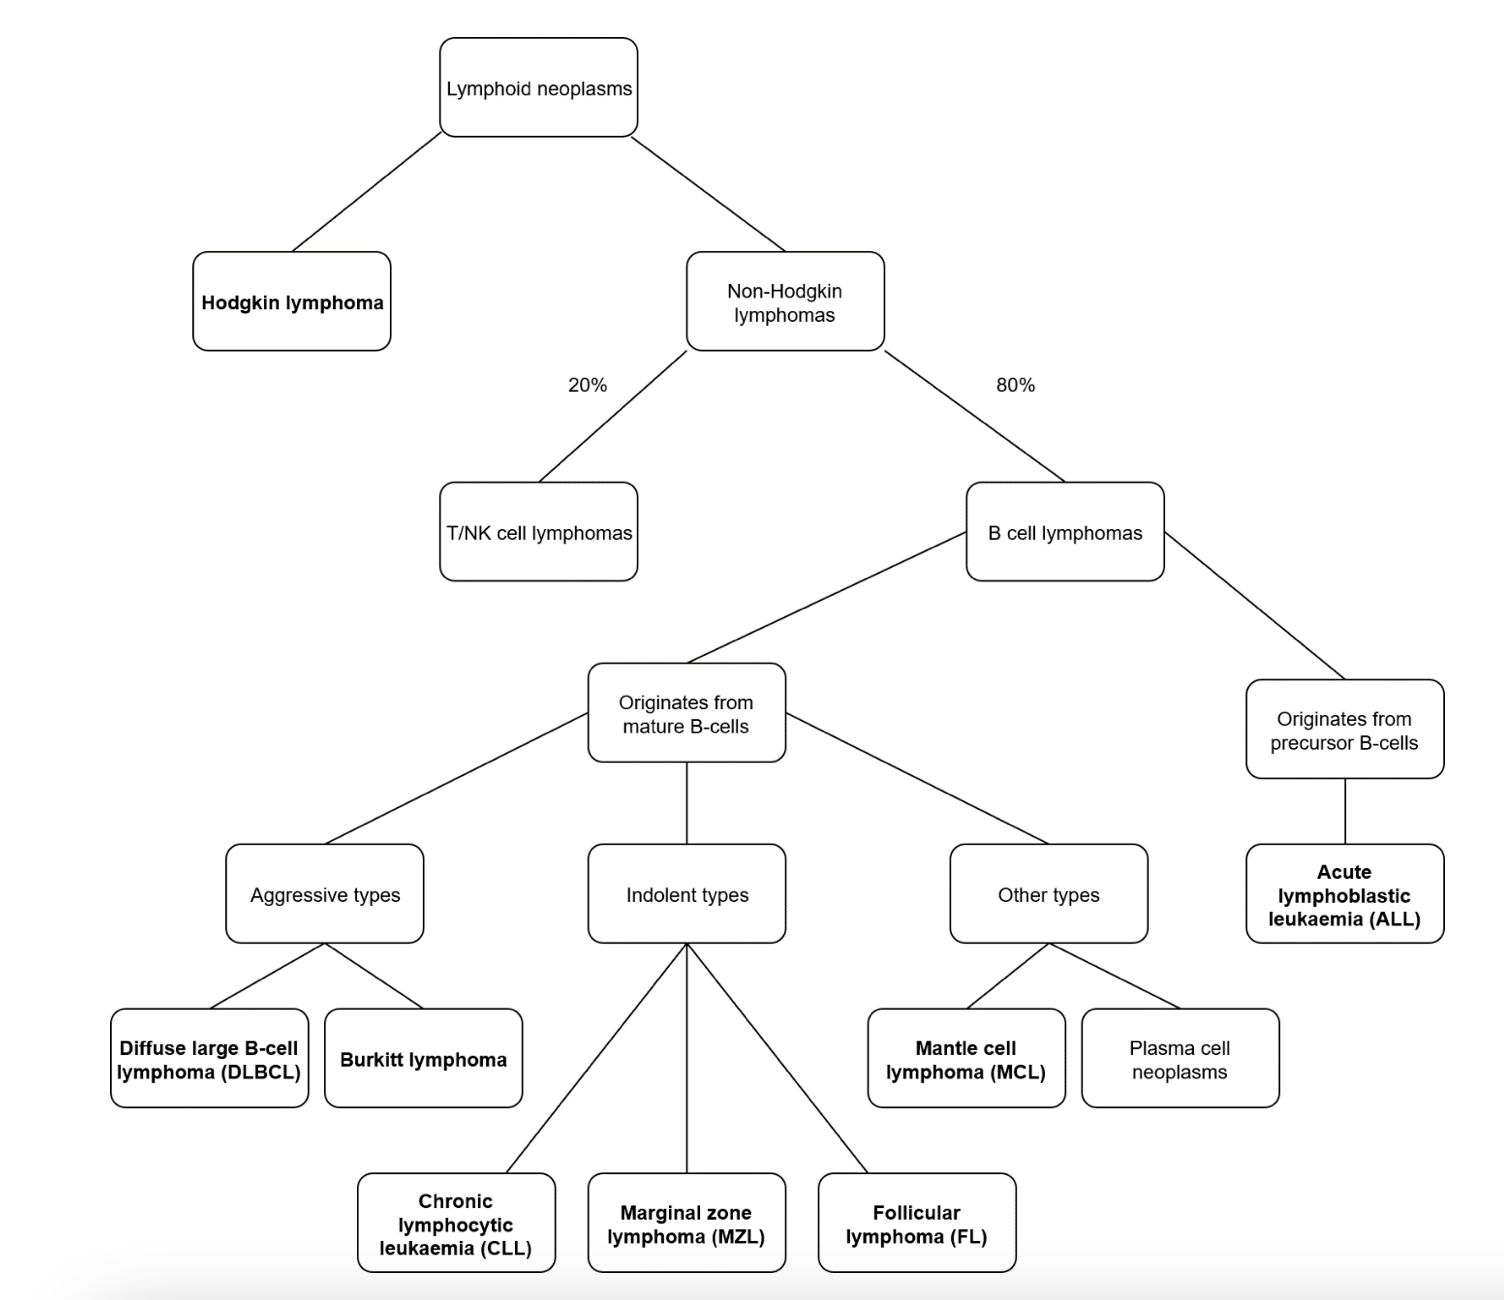 Lymphoid neoplasms
Hodgkin lymphoma
Non-Hodgkin
lymphomas
20%
80%
T/NK cell lymphomas
B cell lymphomas
Originates from
mature B-cells
Originates from
precursor B-cells
Aggressive types
Indolent types
Other types
Acute
lymphoblastic
leukaemia (ALL)
Diffuse large B-cell
lymphoma (DLBCL)
Burkitt lymphoma
Mantle cell
lymphoma (MCL)
Plasma cell
neoplasms
Chronic
lymphocytic
leukaemia (CLL)
Marginal zone
lymphoma (MZL)
Follicular
lymphoma (FL)